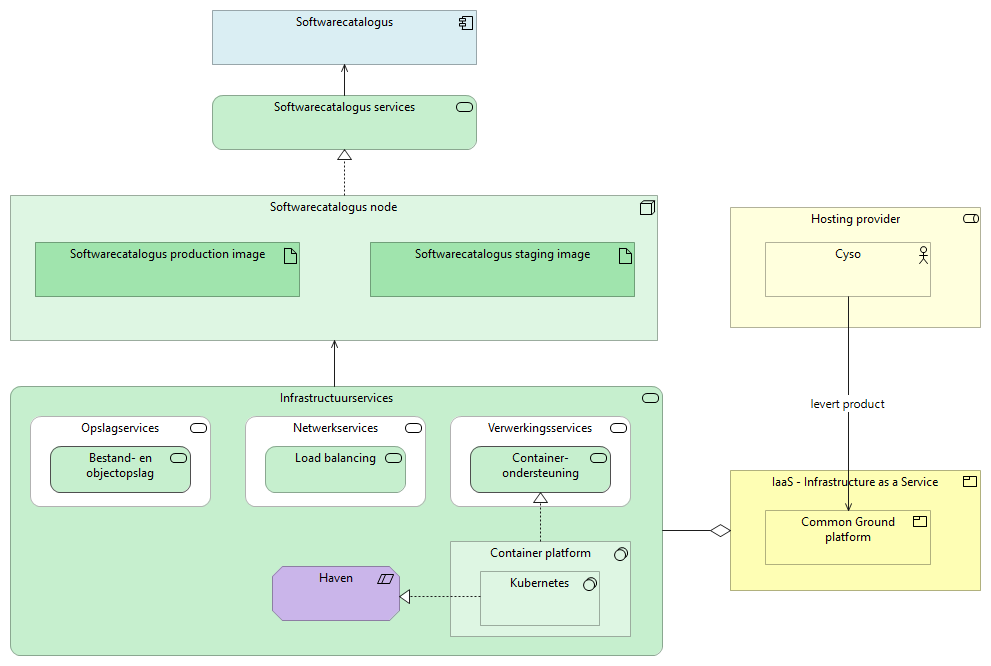 Softwarecatalogus
Softwarecatalogus services
Softwarecatalogus node
Softwarecatalogus production image
Softwarecatalogus staging image
Hosting provider
Cyso
levert product
Infrastructuurservices
Opslagservices
Bestand- en
objectopslag
Netwerkservices
Load balancing
Verwerkingsservices
Container-
ondersteuning
Container platform
Kubernetes
Haven
IaaS - Infrastructure as a Service
Common Ground
platform